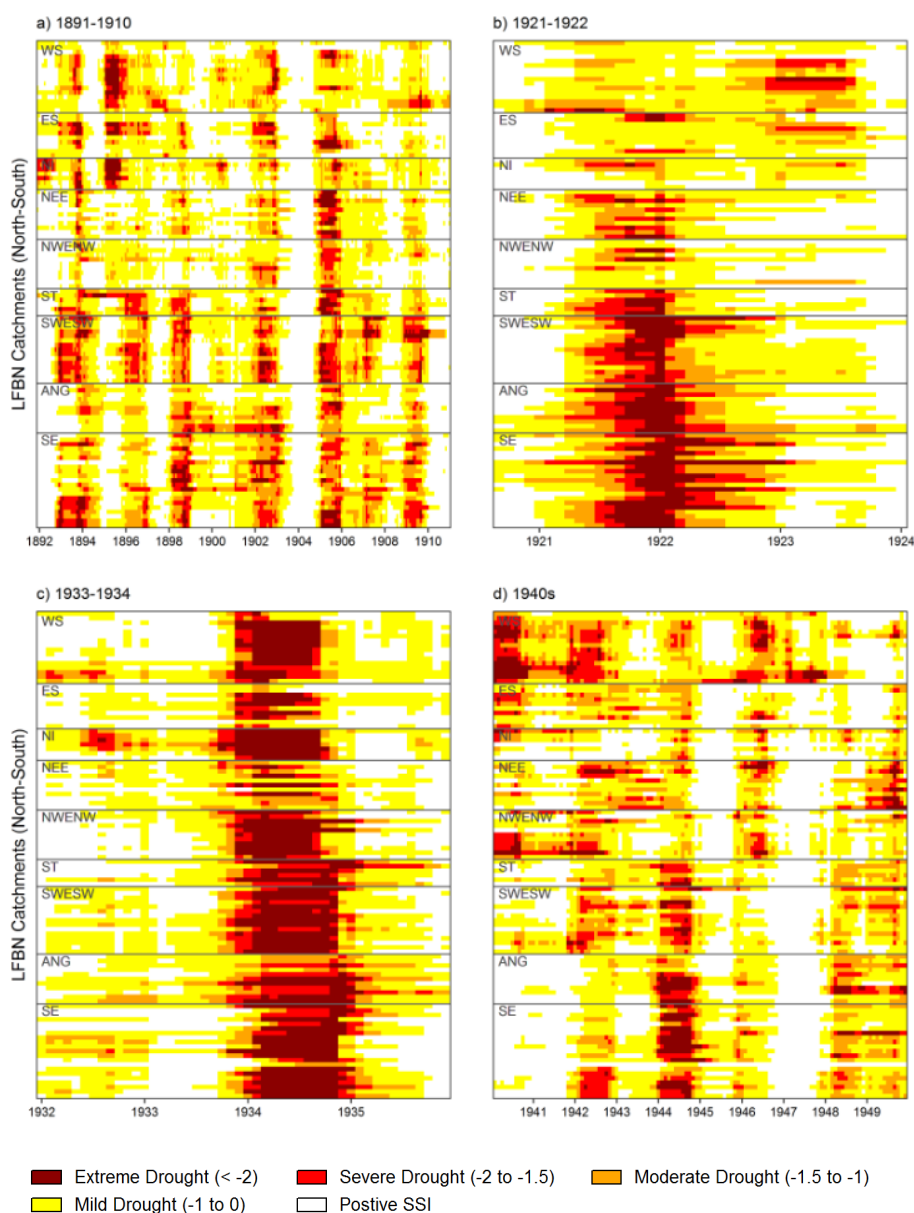 a) 1891-1910
b) 1921-1922
LFBN Catchments (North-South)
WS
ES
NEE
NWENW
ST
SWESW
ANG
SE
1892 1894 1896 1898 1900 1902 1904 1906 1908 1910
WS
ES
NI
NEE
NWENW
ST
SWESW
ANG
SE
1921 1922 1923 1924
c) 1933-1934
d) 1940s
LFBN Catchments (North-South)
WS
ES
NI
NEE
NWENW
ST
SWESW
ANG
SE
1932 1933 1934 1935
ES
NI
NEE
NWENW
ST
SWESW
ANG
SE
1941 1942 1943 1944 1945 1946 1947 1948 1949
Extreme Drought (< -2) Severe Drought (-2 to -1.5) Moderate Drought (-1.5 to -1)
Mild Drought (-1 to 0) Postive SSI